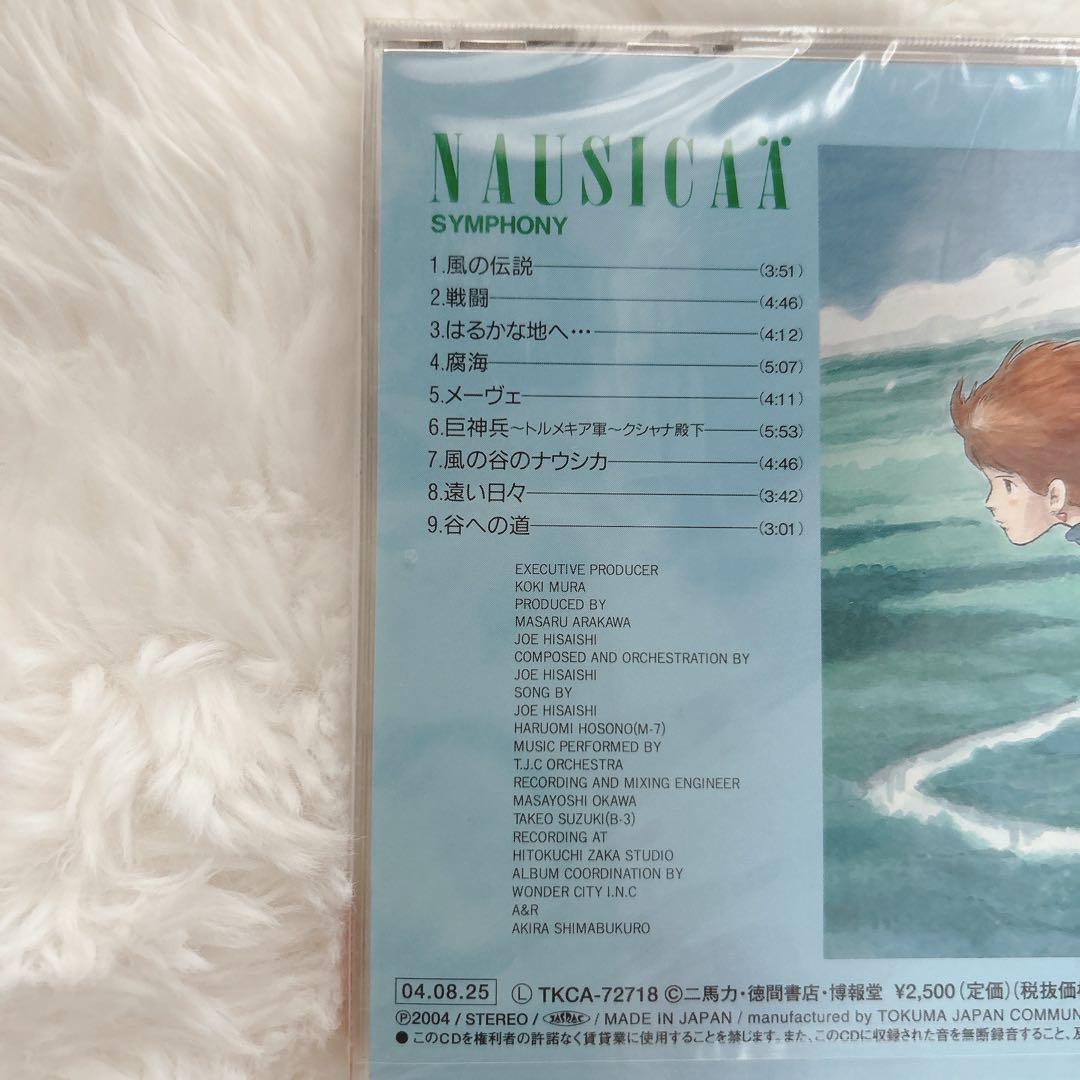 NAUSICAÄ
SYMPHONY
1.風の伝説 (3:51)
2.戦闘 (4:46)
3.はるかな地へ… (4:12)
4.腐海 (5:07)
5.メーヴェ (4:11)
6.巨神兵〜トルメキア軍〜クシャナ殿下 (5:53)
7.風の谷のナウシカ (4:46)
8.遠い日々 (3:42)
9.谷への道 (3:01)
EXECUTIVE PRODUCER
KOKI MURA
PRODUCED BY
MASARU ARAKAWA
JOE HISAISHI
COMPOSED AND ORCHESTRATION BY
JOE HISAISHI
SONG BY
JOE HISAISHI
HARUOMI HOSONO(M-7)
MUSIC PERFORMED BY
T.J.C ORCHESTRA
RECORDING AND MIXING ENGINEER
MASAYOSHI OKAWA
TAKEO SUZUKI(B-3)
RECORDING AT
HITOKUCHI ZAKA STUDIO
ALBUM COORDINATION BY
WONDER CITY I.N.C
A&R
AKIRA SHIMABUKURO
04.08.25 Ⓛ TKCA-72718 ©二馬力・徳間書店・博報堂 ¥2,500(定価)(税抜価
Ⓟ2004 / STEREO / JASRAC / MADE IN JAPAN / manufactured by TOKUMA JAPAN COMMUN
●このCDを権利者の許諾なく賃貸業に使用することを禁じます。また、このCDに収録された音を無断録音すること、